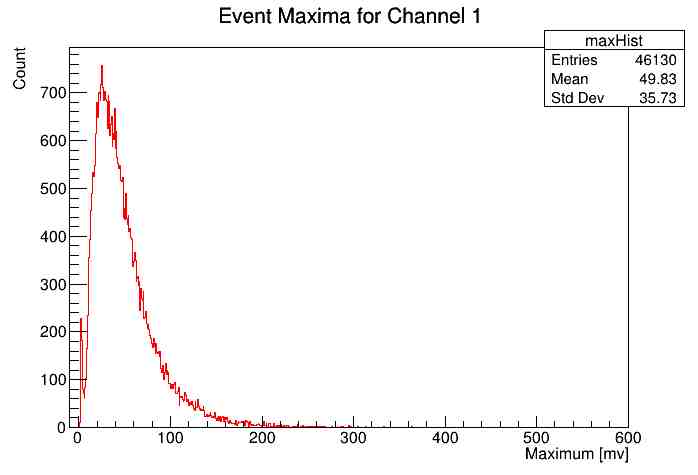 Event Maxima for Channel 1
maxHist
Entries 46130
Mean 49.83
Std Dev 35.73
Count
700
600
500
400
300
200
100
0
0 100 200 300 400 500 600
Maximum [mv]